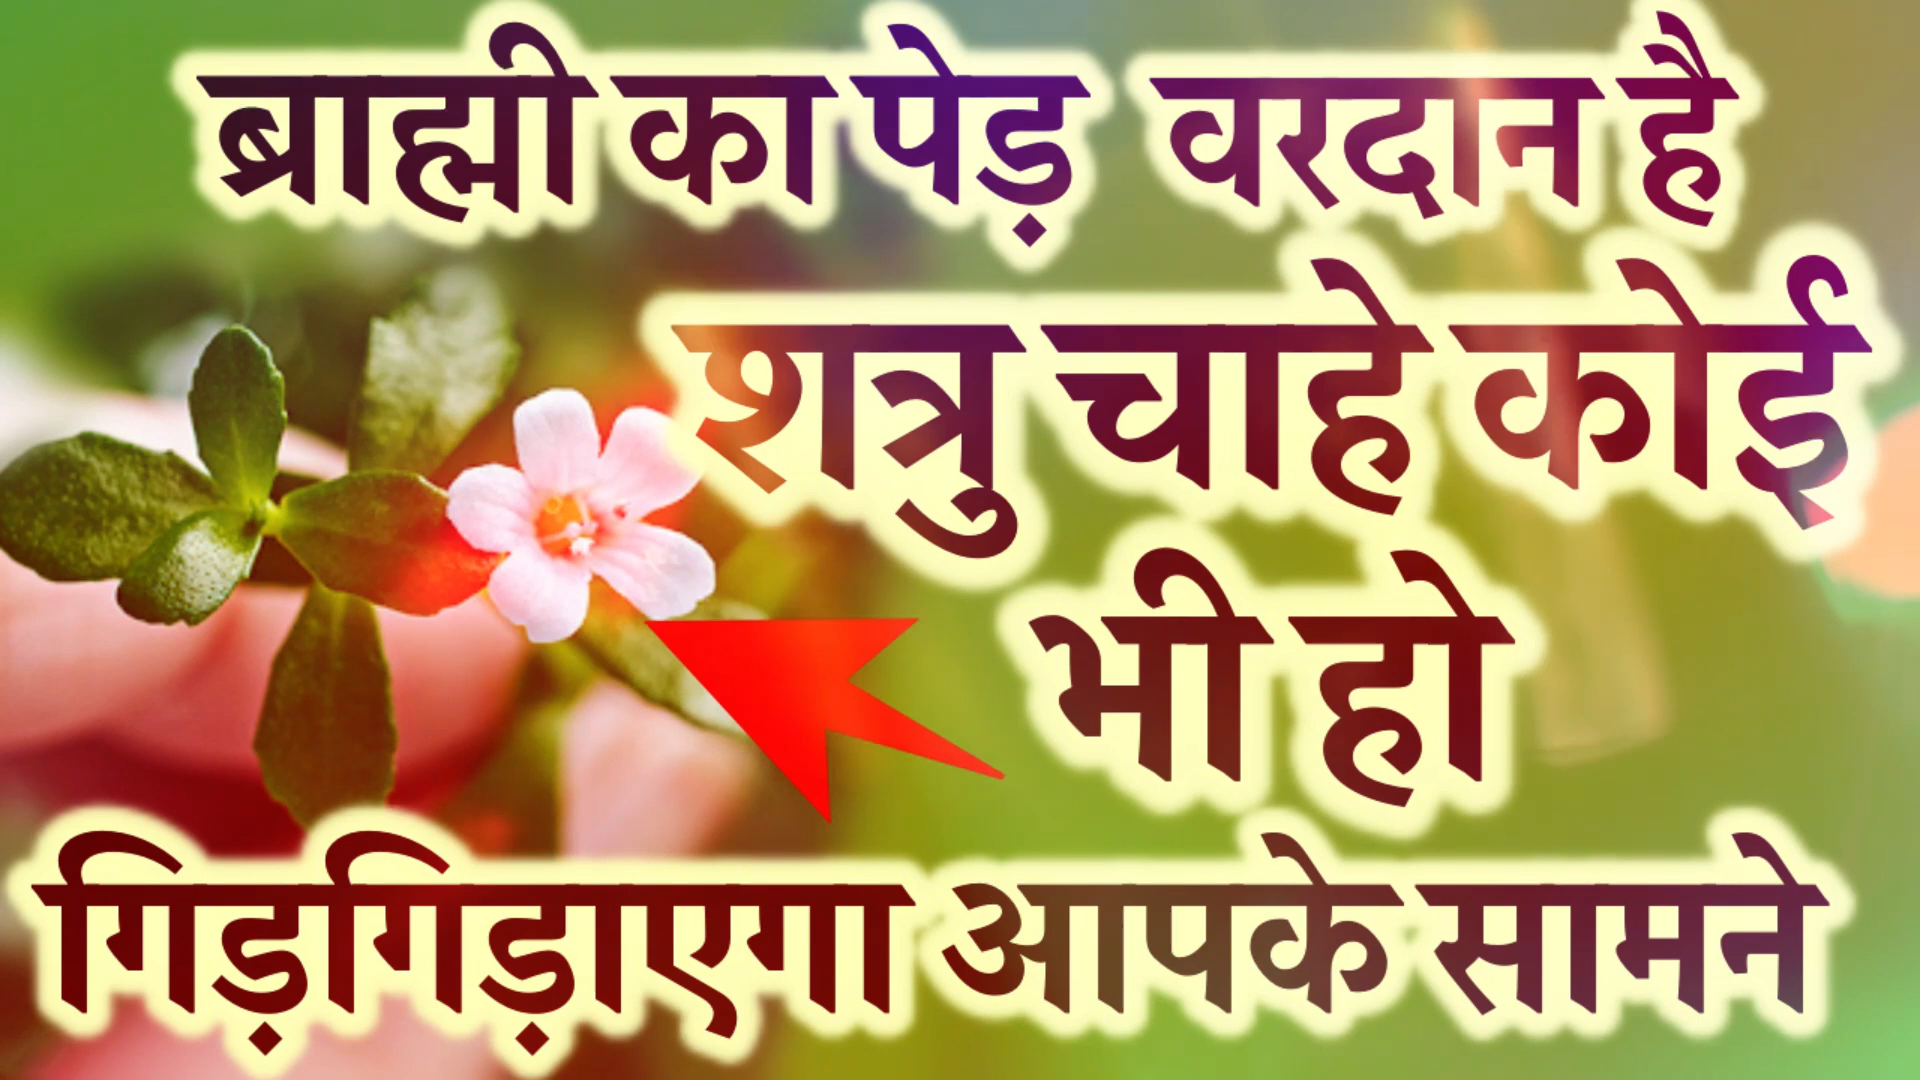 ब्राह्मी का पेड़ वरदान है
शत्रु चाहे कोई
भी हो
गिड़गिड़ाएगा आपके सामने